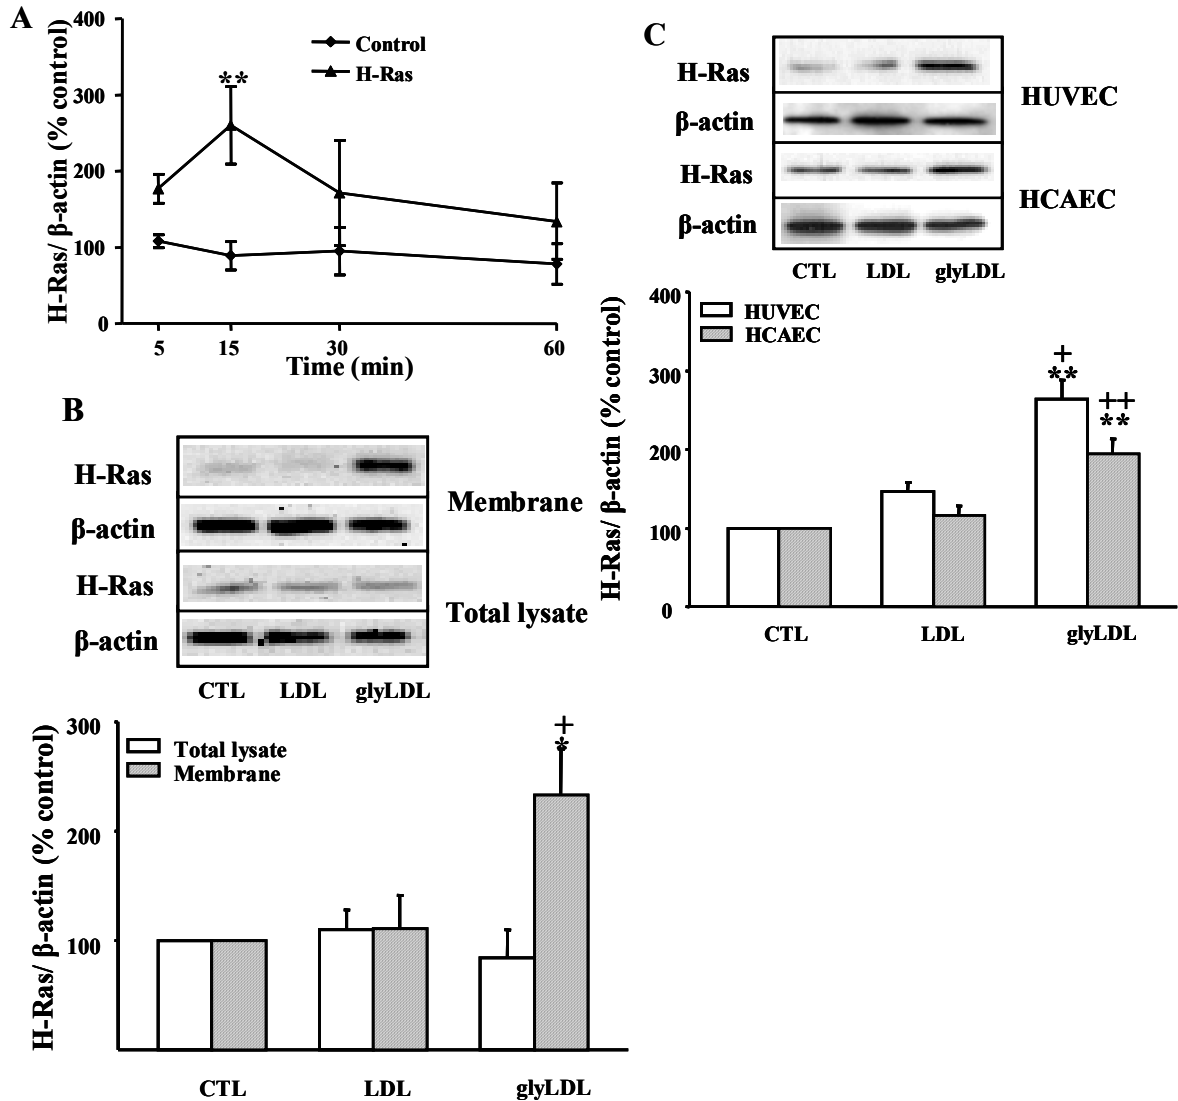 A
400
300
200
100
0
H-Ras/ β-actin (% control)
Control
H-Ras
**
5 15 30 60
Time (min)
B
H-Ras
β-actin
Membrane
H-Ras
β-actin
Total lysate
CTL LDL glyLDL
300
200
100
H-Ras/ β-actin (% control)
Total lysate
Membrane
+
*
CTL LDL glyLDL
C
H-Ras
β-actin
HUVEC
H-Ras
β-actin
HCAEC
CTL LDL glyLDL
400
300
200
100
0
H-Ras/ β-actin (% control)
HUVEC
HCAEC
+
**
++
**
CTL LDL glyLDL